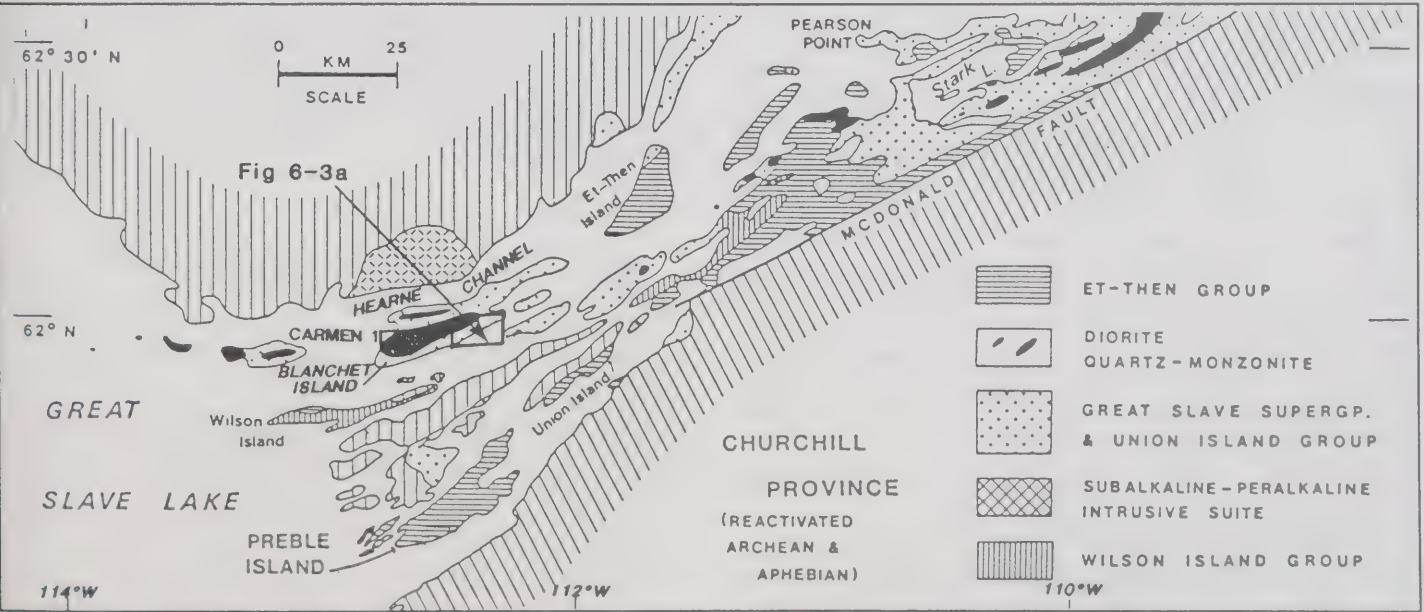 62° 30' N
0 25
KM
SCALE
Fig 6-3a
PEARSON
POINT
Stark L.
Et-Then
Island
MCDONALD FAULT
HEARNE CHANNEL
62° N
CARMEN 1
BLANCHET
ISLAND
GREAT
SLAVE LAKE
Wilson
Island
Union Island
PREBLE
ISLAND
CHURCHILL
PROVINCE
(REACTIVATED
ARCHEAN &
APHEBIAN)
ET-THEN GROUP
DIORITE
QUARTZ-MONZONITE
GREAT SLAVE SUPERGP.
& UNION ISLAND GROUP
SUBALKALINE-PERALKALINE
INTRUSIVE SUITE
WILSON ISLAND GROUP
114°W
112°W
110°W